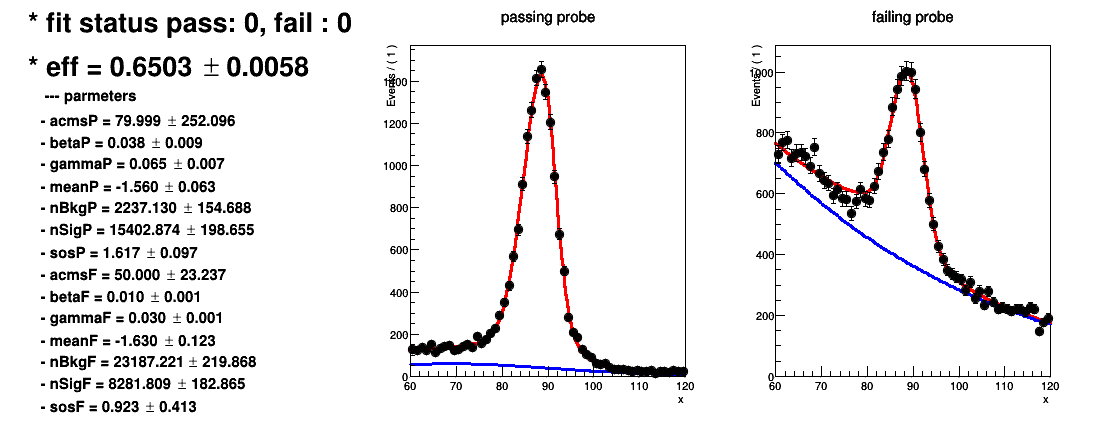 * fit status pass: 0, fail : 0
* eff = 0.6503 ± 0.0058
--- parmeters
- acmsP = 79.999 ± 252.096
- betaP = 0.038 ± 0.009
- gammaP = 0.065 ± 0.007
- meanP = -1.560 ± 0.063
- nBkgP = 2237.130 ± 154.688
- nSigP = 15402.874 ± 198.655
- sosP = 1.617 ± 0.097
- acmsF = 50.000 ± 23.237
- betaF = 0.010 ± 0.001
- gammaF = 0.030 ± 0.001
- meanF = -1.630 ± 0.123
- nBkgF = 23187.221 ± 219.868
- nSigF = 8281.809 ± 182.865
- sosF = 0.923 ± 0.413
passing probe
Events / ( 1 )
1400
1200
1000
800
600
400
200
0
60 70 80 90 100 110 120
x
failing probe
Events / ( 1 )
1000
800
600
400
200
0
60 70 80 90 100 110 120
x